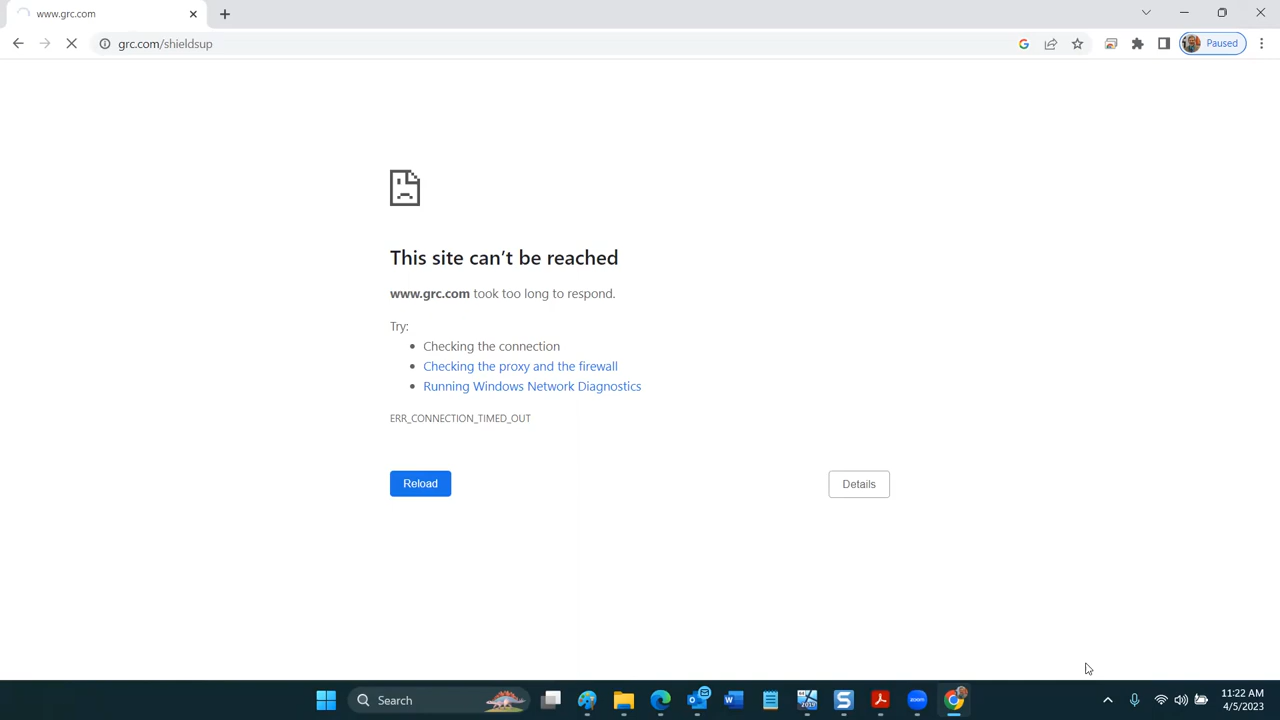 www.grc.com
grc.com/shieldsup
Paused
This site can’t be reached
www.grc.com took too long to respond.
Try:
Checking the connection
Checking the proxy and the firewall
Running Windows Network Diagnostics
ERR_CONNECTION_TIMED_OUT
Reload
Details
Search
2019
zoom
11:22 AM
4/5/2023